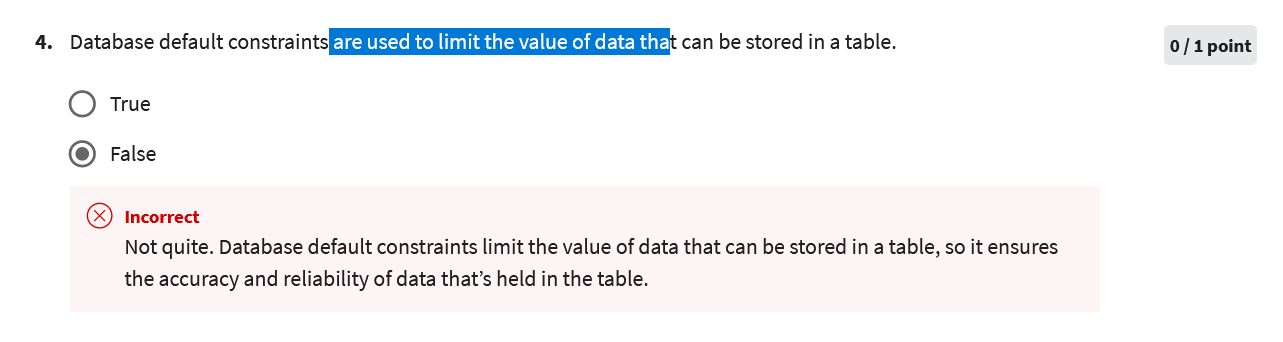 4. Database default constraints are used to limit the value of data that can be stored in a table.
0 / 1 point
True
False
Incorrect
Not quite. Database default constraints limit the value of data that can be stored in a table, so it ensures
the accuracy and reliability of data that’s held in the table.